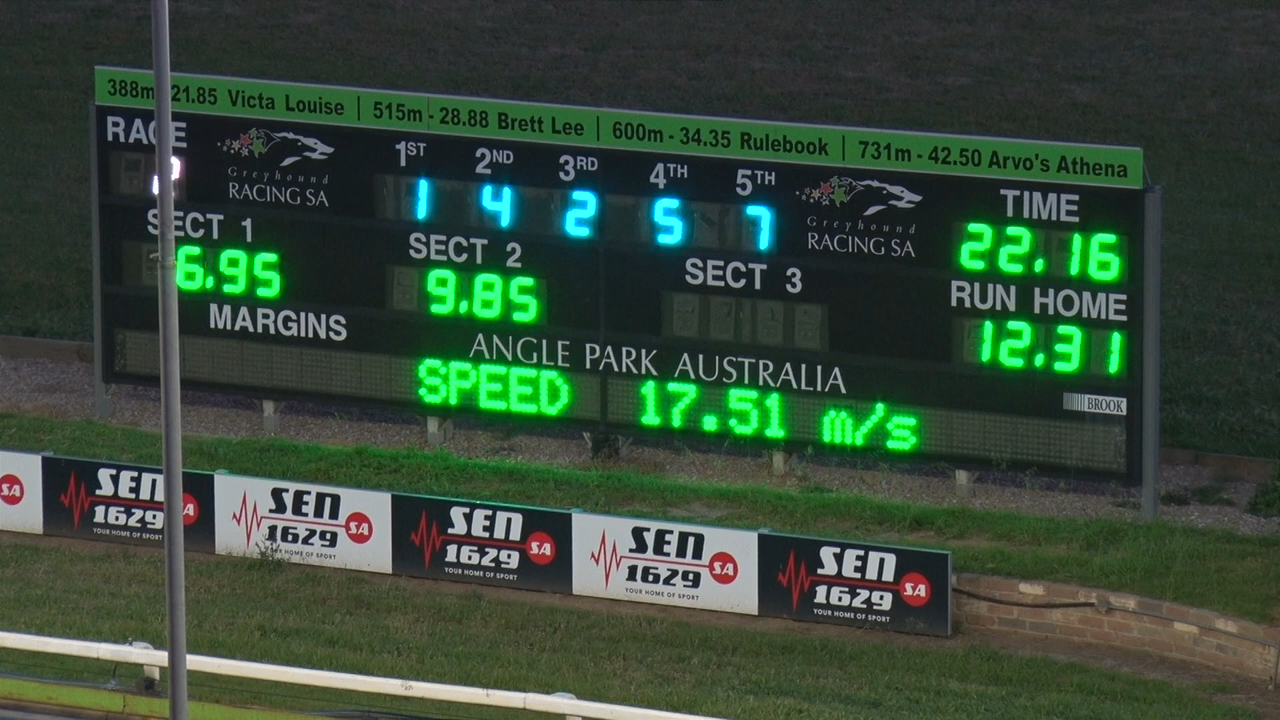 388m - 21.85 Victa Louise | 515m - 28.88 Brett Lee | 600m - 34.35 Rulebook | 731m - 42.50 Arvo's Athena
RACE
Greyhound
RACING SA
1ST 2ND 3RD 4TH 5TH
1 4 2 5 7
Greyhound
RACING SA
TIME
22.16
SECT 1
6.95
SECT 2
9.85
SECT 3
RUN HOME
12.31
MARGINS
ANGLE PARK AUSTRALIA
SPEED 17.51 m/s
BROOK
SA
SEN
1629 SA
YOUR HOME OF SPORT
SEN
1629 SA
YOUR HOME OF SPORT
SEN
1629 SA
YOUR HOME OF SPORT
SEN
1629 SA
YOUR HOME OF SPORT
SEN
1629 SA
YOUR HOME OF SPORT